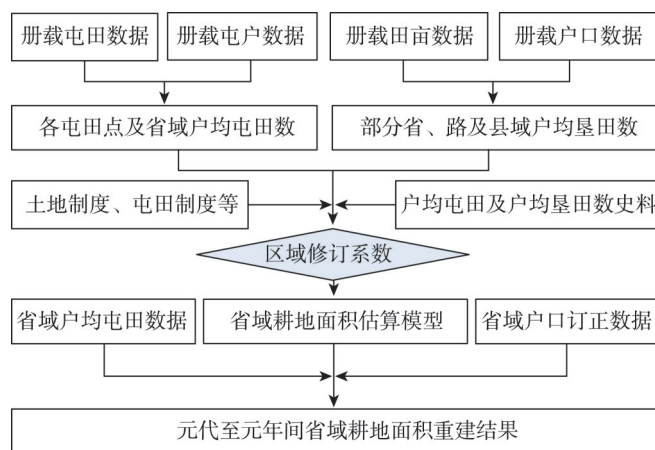 册载屯田数据
册载屯户数据
册载田亩数据
册载户口数据
各屯田点及省域户均屯田数
部分省、路及县域户均垦田数
土地制度、屯田制度等
户均屯田及户均垦田数史料
区域修订系数
省域户均屯田数据
省域耕地面积估算模型
省域户口订正数据
元代至元年间省域耕地面积重建结果